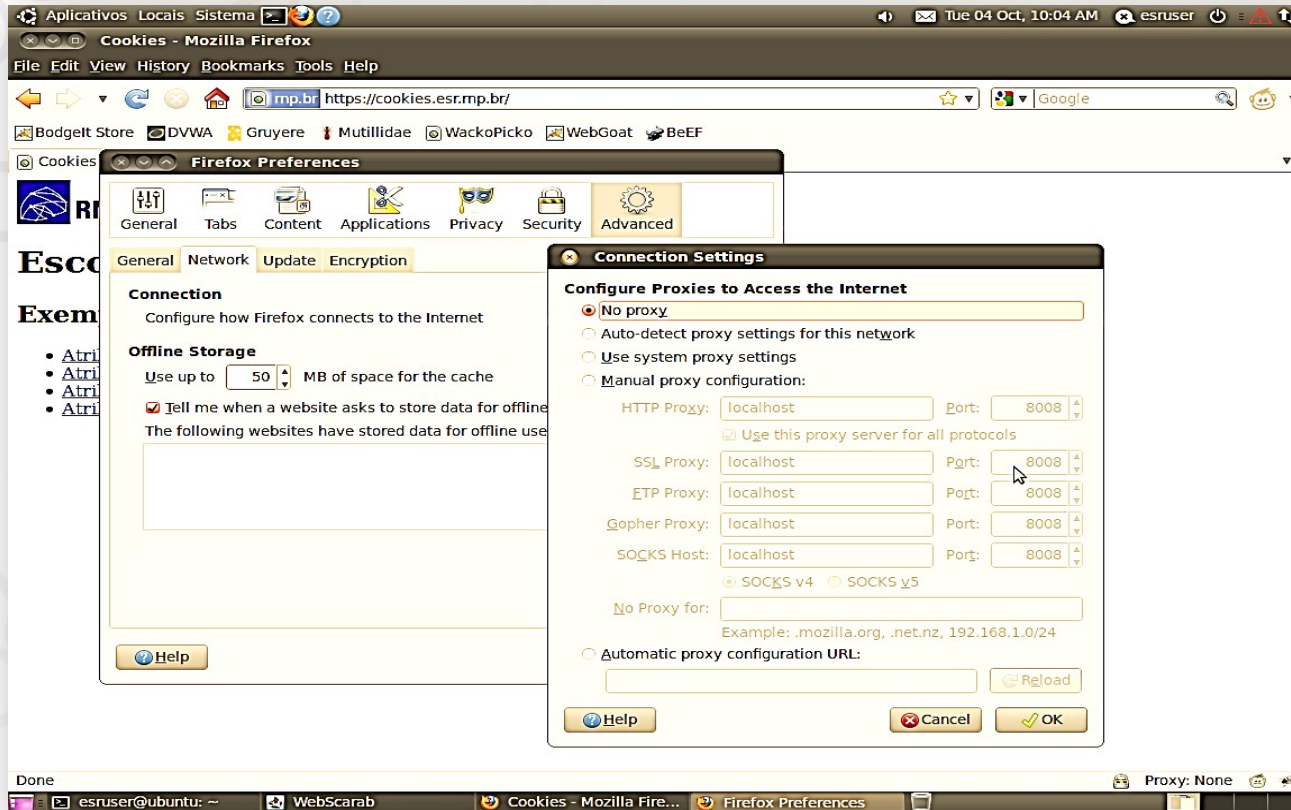 Aplicativos Locais Sistema Tue 04 Oct, 10:04 AM esruser
Cookies - Mozilla Firefox
File Edit View History Bookmarks Tools Help
rnp.br https://cookies.esr.rnp.br/ Google
BodgeIt Store DVWA Gruyere Mutillidae WackoPicko WebGoat BeEF
Cookies
Firefox Preferences
General Tabs Content Applications Privacy Security Advanced
Esco
General Network Update Encryption
Connection
Configure how Firefox connects to the Internet
Exem
Offline Storage
Use up to 50 MB of space for the cache
Tell me when a website asks to store data for offline
The following websites have stored data for offline use
Atri
Atri
Atri
Atri
Help
Connection Settings
Configure Proxies to Access the Internet
No proxy
Auto-detect proxy settings for this network
Use system proxy settings
Manual proxy configuration:
HTTP Proxy: localhost Port: 8008
Use this proxy server for all protocols
SSL Proxy: localhost Port: 8008
FTP Proxy: localhost Port: 8008
Gopher Proxy: localhost Port: 8008
SOCKS Host: localhost Port: 8008
SOCKS v4 SOCKS v5
No Proxy for:
Example: .mozilla.org, .net.nz, 192.168.1.0/24
Automatic proxy configuration URL:
Reload
Help Cancel OK
Done Proxy: None
esruser@ubuntu: ~ WebScarab Cookies - Mozilla Fire... Firefox Preferences